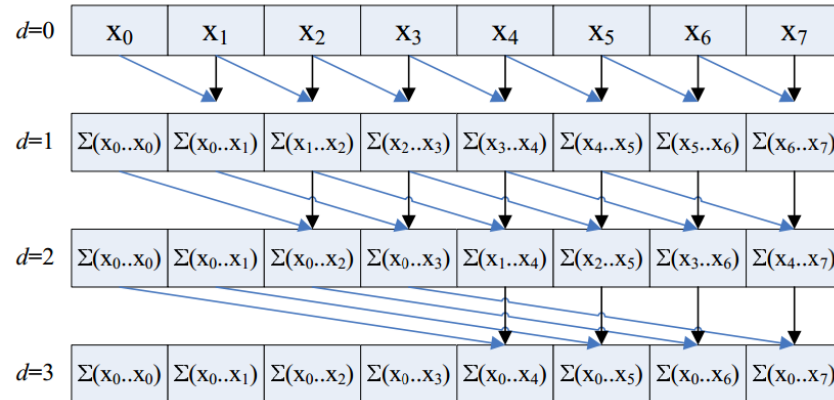 d=0 x₀ x₁ x₂ x₃ x₄ x₅ x₆ x₇
d=1 Σ(x₀..x₀) Σ(x₀..x₁) Σ(x₁..x₂) Σ(x₂..x₃) Σ(x₃..x₄) Σ(x₄..x₅) Σ(x₅..x₆) Σ(x₆..x₇)
d=2 Σ(x₀..x₀) Σ(x₀..x₁) Σ(x₀..x₂) Σ(x₀..x₃) Σ(x₁..x₄) Σ(x₂..x₅) Σ(x₃..x₆) Σ(x₄..x₇)
d=3 Σ(x₀..x₀) Σ(x₀..x₁) Σ(x₀..x₂) Σ(x₀..x₃) Σ(x₀..x₄) Σ(x₀..x₅) Σ(x₀..x₆) Σ(x₀..x₇)